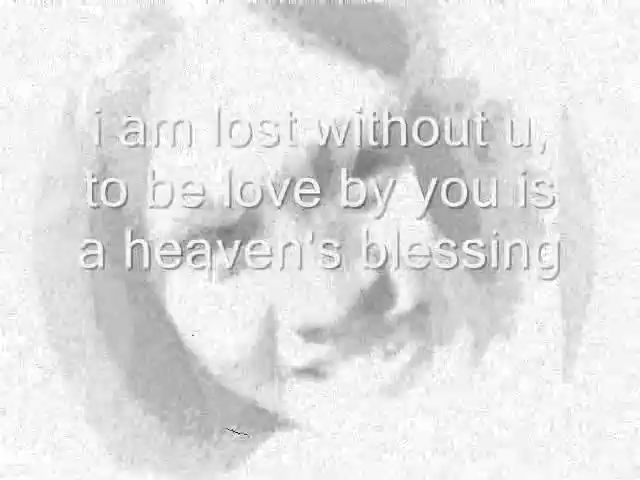 i am lost without u,
to be love by you is
a heaven's blessing